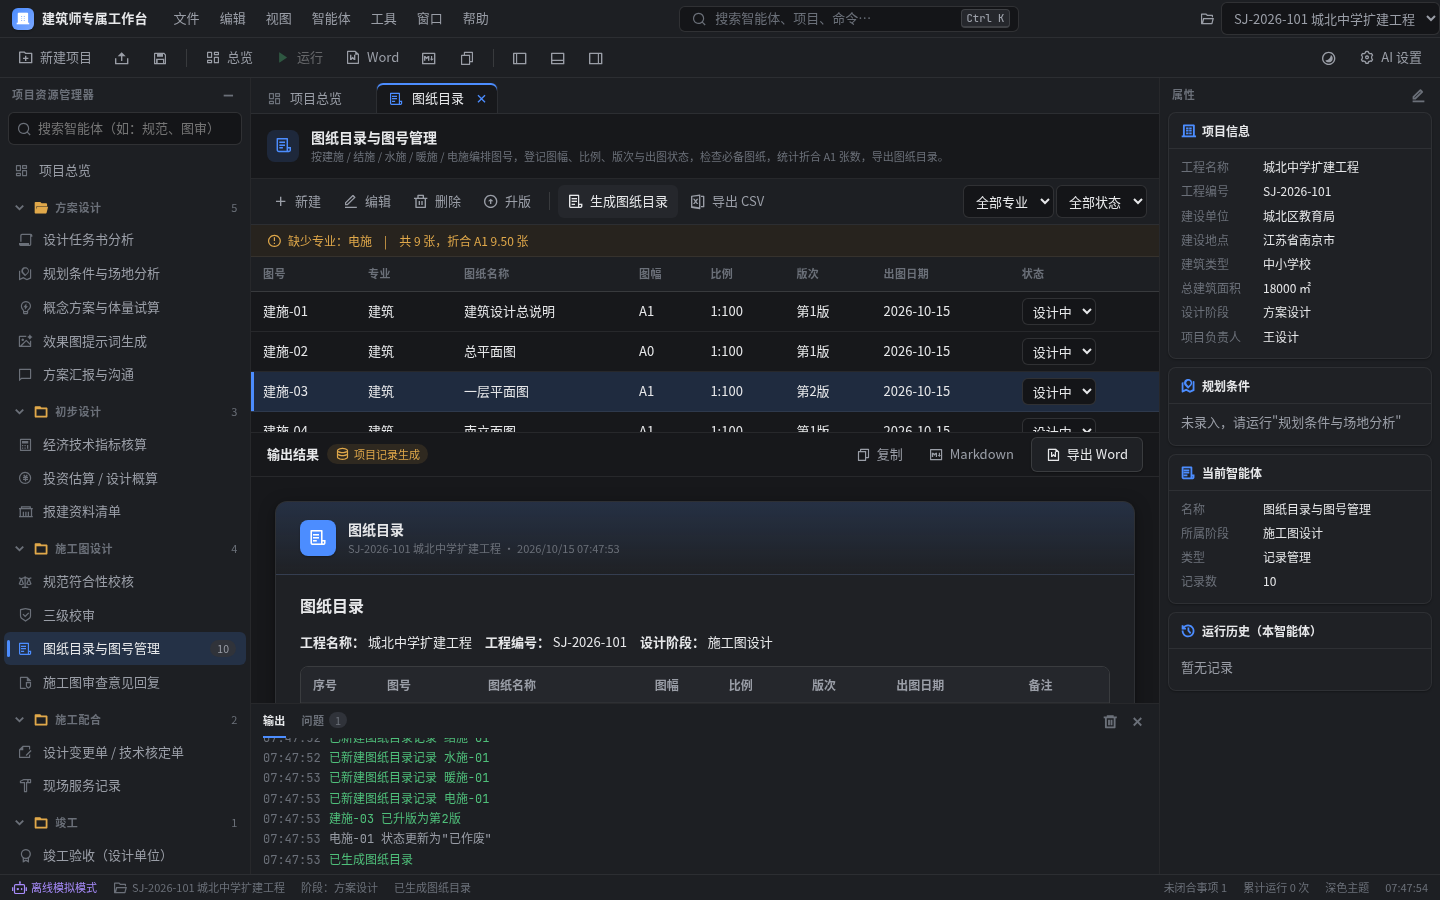 建筑师专属工作台 文件 编辑 视图 智能体 工具 窗口 帮助 搜索智能体、项目、命令… Ctrl K SJ-2026-101 城北中学扩建工程
新建项目 总览 运行 Word AI 设置
项目资源管理器
搜索智能体（如：规范、图审）
项目总览
方案设计 5
设计任务书分析
规划条件与场地分析
概念方案与体量试算
效果图提示词生成
方案汇报与沟通
初步设计 3
经济技术指标核算
投资估算 / 设计概算
报建资料清单
施工图设计 4
规范符合性校核
三级校审
图纸目录与图号管理 10
施工图审查意见回复
施工配合 2
设计变更单 / 技术核定单
现场服务记录
竣工 1
竣工验收（设计单位）
项目总览 图纸目录
图纸目录与图号管理
按建施 / 结施 / 水施 / 暖施 / 电施编排图号，登记图幅、比例、版次与出图状态，检查必备图纸，统计折合 A1 张数，导出图纸目录。
新建 编辑 删除 升版 生成图纸目录 导出 CSV 全部专业 全部状态
缺少专业：电施 | 共 9 张，折合 A1 9.50 张
图号 专业 图纸名称 图幅 比例 版次 出图日期 状态
建施-01 建筑 建筑设计总说明 A1 1:100 第1版 2026-10-15 设计中
建施-02 建筑 总平面图 A0 1:100 第1版 2026-10-15 设计中
建施-03 建筑 一层平面图 A1 1:100 第2版 2026-10-15 设计中
建施-04 建筑 南立面图 A1 1:100 第1版 2026-10-15 设计中
输出结果 项目记录生成 复制 Markdown 导出 Word
图纸目录
SJ-2026-101 城北中学扩建工程 · 2026/10/15 07:47:53
图纸目录
工程名称： 城北中学扩建工程 工程编号： SJ-2026-101 设计阶段： 施工图设计
序号 图号 图纸名称 图幅 比例 版次 出图日期 备注
输出 问题 1
07:47:52 已新建图纸目录记录 结施-01
07:47:52 已新建图纸目录记录 水施-01
07:47:53 已新建图纸目录记录 暖施-01
07:47:53 已新建图纸目录记录 电施-01
07:47:53 建施-03 已升版为第2版
07:47:53 电施-01 状态更新为"已作废"
07:47:53 已生成图纸目录
属性
项目信息
工程名称 城北中学扩建工程
工程编号 SJ-2026-101
建设单位 城北区教育局
建设地点 江苏省南京市
建筑类型 中小学校
总建筑面积 18000 ㎡
设计阶段 方案设计
项目负责人 王设计
规划条件
未录入，请运行"规划条件与场地分析"
当前智能体
名称 图纸目录与图号管理
所属阶段 施工图设计
类型 记录管理
记录数 10
运行历史（本智能体）
暂无记录
离线模拟模式 SJ-2026-101 城北中学扩建工程 阶段：方案设计 已生成图纸目录 未闭合事项 1 累计运行 0 次 深色主题 07:47:54